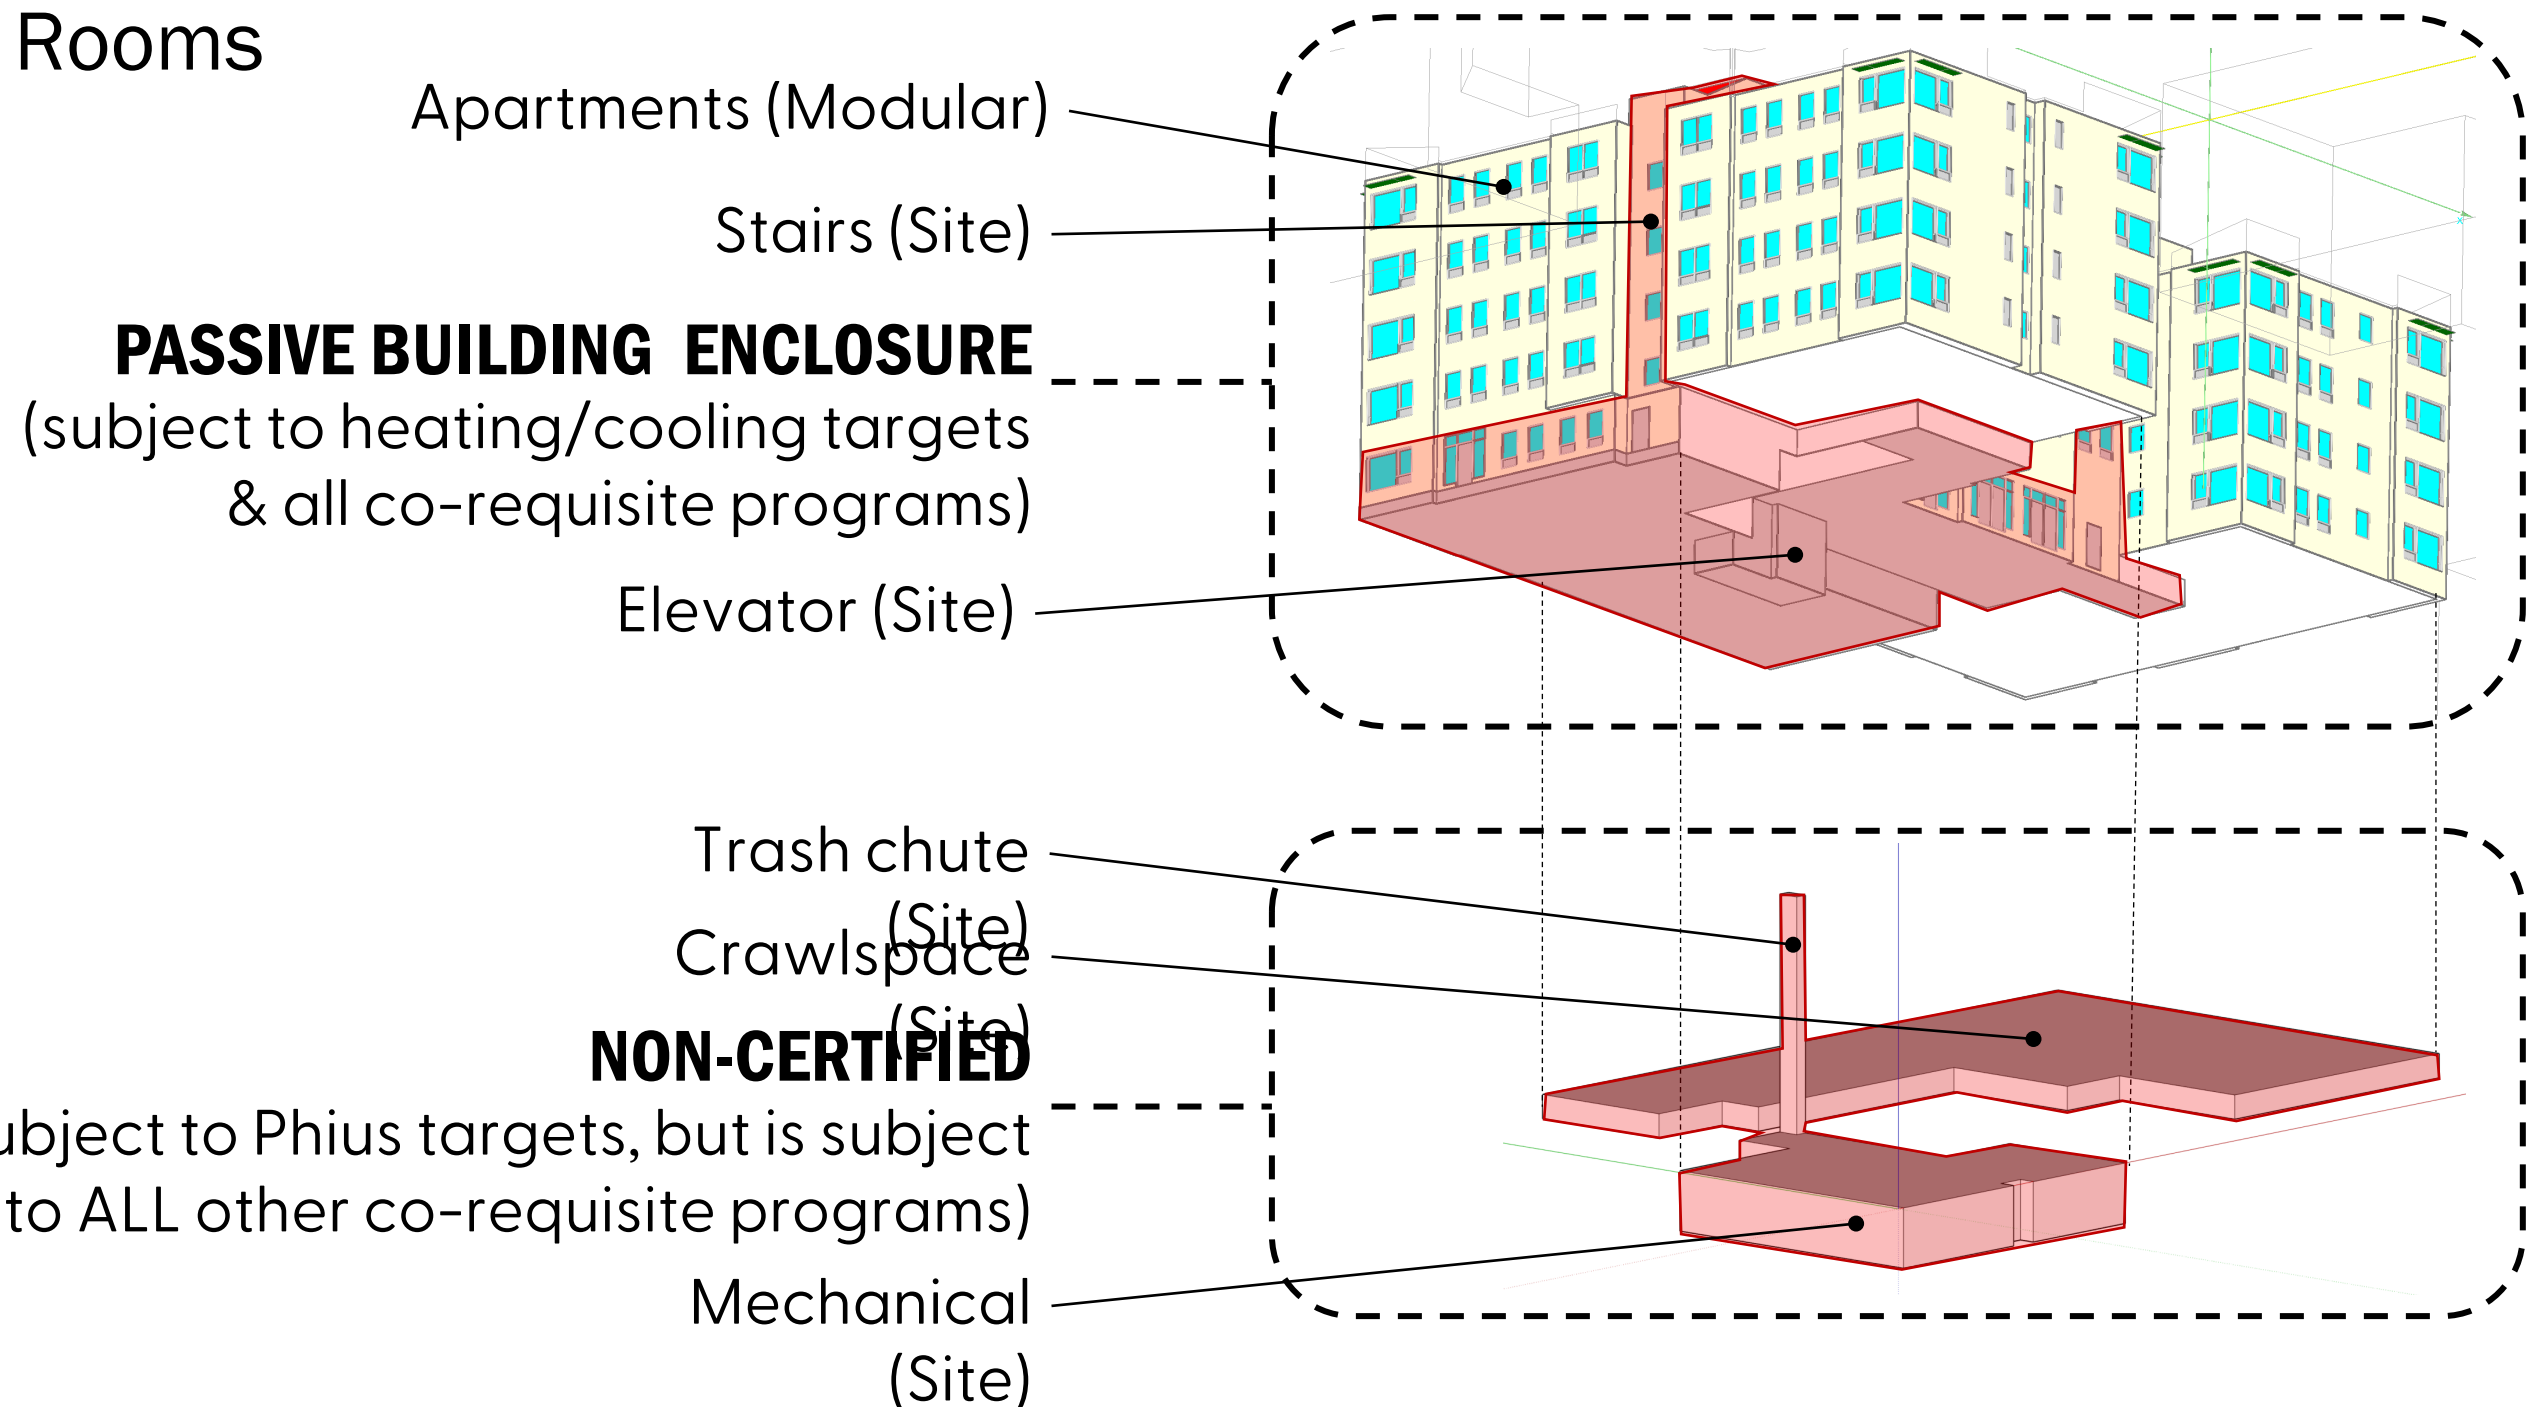 Rooms
Apartments (Modular)
Stairs (Site)
PASSIVE BUILDING ENCLOSURE
(subject to heating/cooling targets
& all co-requisite programs)
Elevator (Site)
Trash chute
(Site)
Crawlspace
(Site)
NON-CERTIFIED
subject to Phius targets, but is subject
to ALL other co-requisite programs)
Mechanical
(Site)